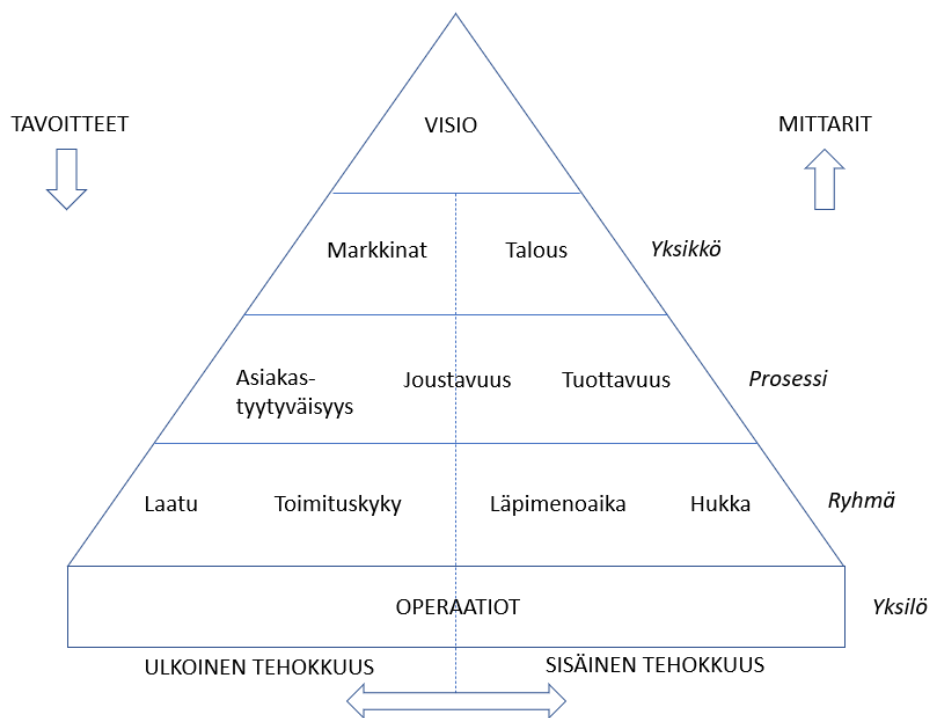 TAVOITTEET
MITTARIT
VISIO
Markkinat
Talous
Yksikkö
Asiakas-
tyytyväisyys
Joustavuus
Tuottavuus
Prosessi
Laatu
Toimituskyky
Läpimenoaika
Hukka
Ryhmä
OPERAATIOT
Yksilö
ULKOINEN TEHOKKUUS
SISÄINEN TEHOKKUUS